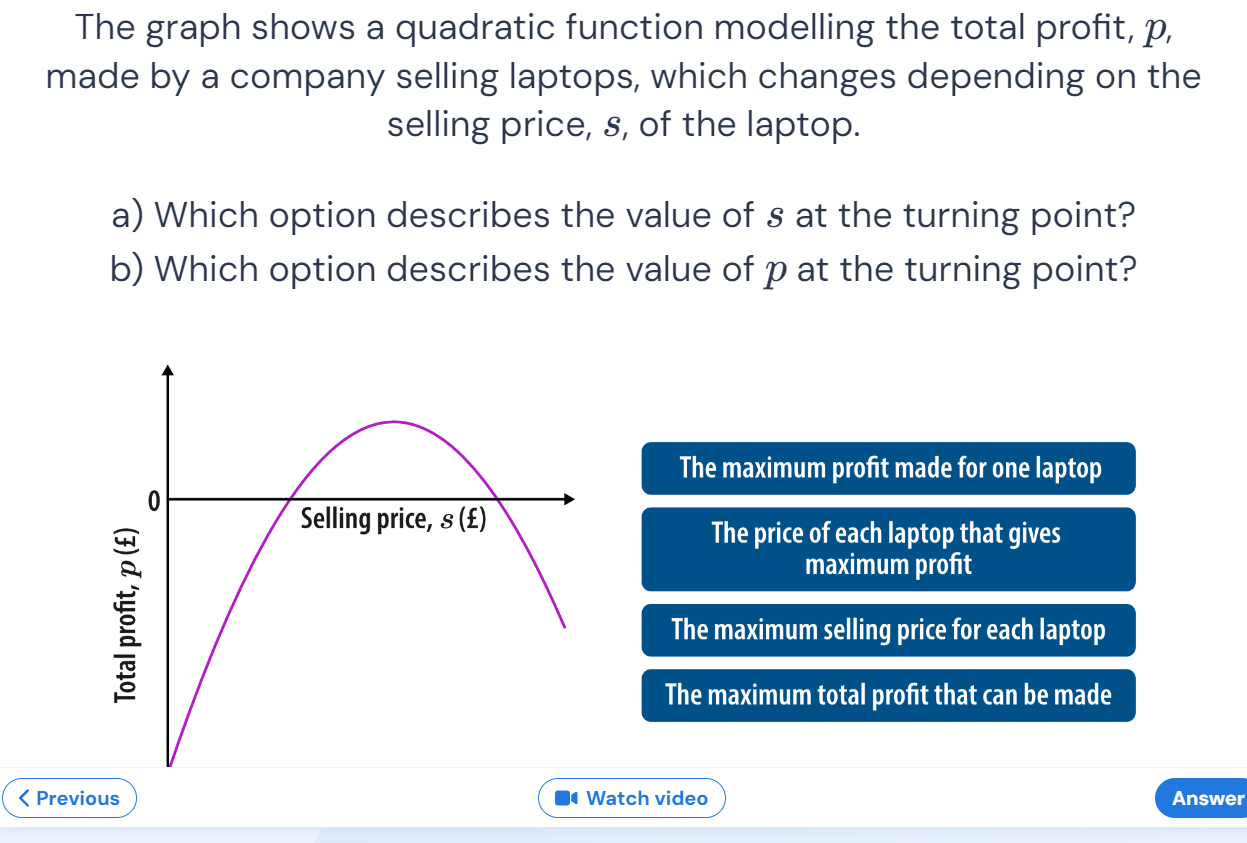 The graph shows a quadratic function modelling the total profit, p,
made by a company selling laptops, which changes depending on the
selling price, s, of the laptop.
a) Which option describes the value of s at the turning point?
b) Which option describes the value of p at the turning point?
0
Selling price, s (£)
Total profit, p (£)
The maximum profit made for one laptop
The price of each laptop that gives
maximum profit
The maximum selling price for each laptop
The maximum total profit that can be made
Previous
Watch video
Answer